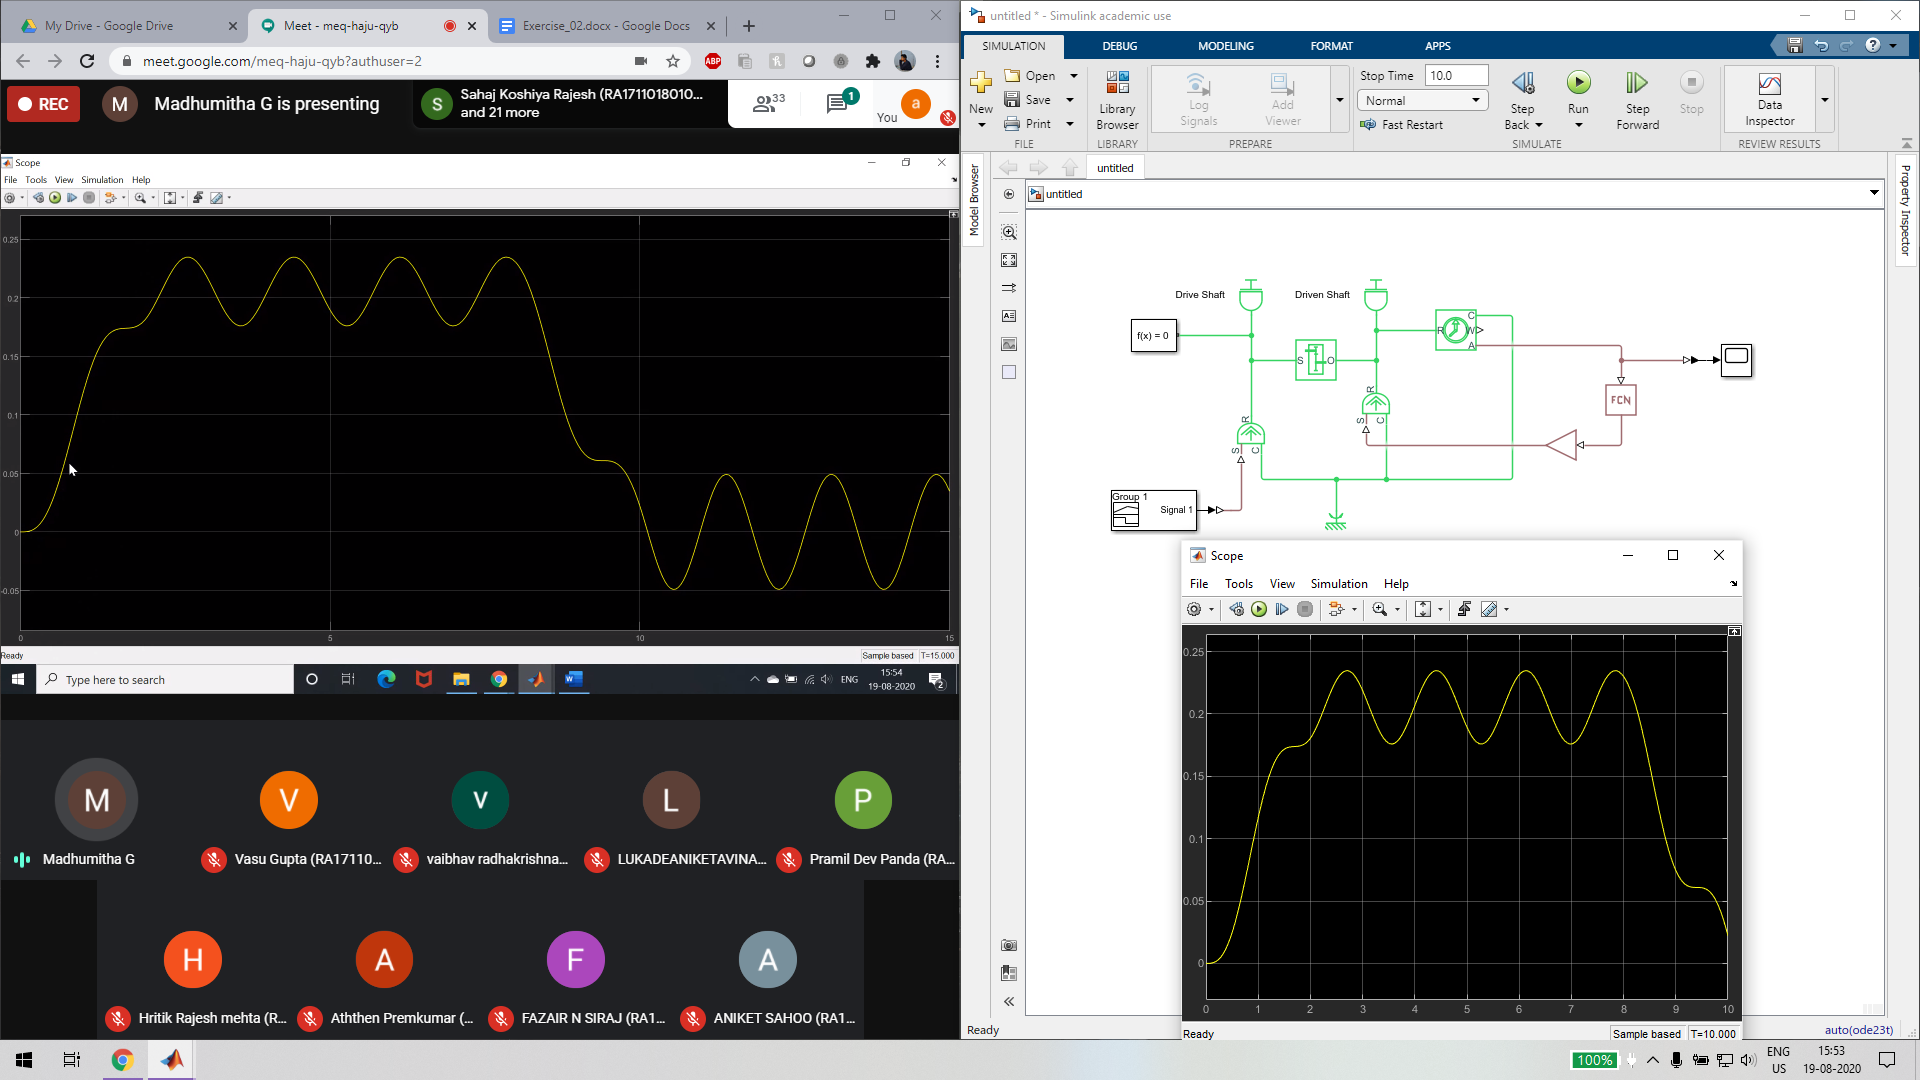 My Drive - Google Drive
Meet - meq-haju-qyb
Exercise_02.docx - Google Docs
meet.google.com/meq-haju-qyb?authuser=2
ABP
REC
M
Madhumitha G is presenting
S
Sahaj Koshiya Rajesh (RA1711018010...
and 21 more
33
1
You
a
Scope
File Tools View Simulation Help
0.25
0.2
0.15
0.1
0.05
0
-0.05
0 5 10 15
Ready
Sample based T=15.000
Type here to search
ENG
15:54
19-08-2020
2
M
V
v
L
P
Madhumitha G
Vasu Gupta (RA17110...
vaibhav radhakrishna...
LUKADEANIKETAVINA...
Pramil Dev Panda (RA...
H
A
F
A
Hritik Rajesh mehta (R...
Aththen Premkumar (...
FAZAIR N SIRAJ (RA1...
ANIKET SAHOO (RA1...
untitled * - Simulink academic use
SIMULATION DEBUG MODELING FORMAT APPS
New
Open
Save
Print
FILE
Library
Browser
LIBRARY
Log
Signals
Add
Viewer
PREPARE
Stop Time 10.0
Normal
Fast Restart
Step
Back
Run
Step
Forward
Stop
SIMULATE
Data
Inspector
REVIEW RESULTS
Model Browser
untitled
untitled
Property Inspector
Drive Shaft
Driven Shaft
f(x) = 0
S O
R C W A
FCN
R S C
R S C
Group 1
Signal 1
Scope
File Tools View Simulation Help
0.25
0.2
0.15
0.1
0.05
0
0 1 2 3 4 5 6 7 8 9 10
Ready
Sample based T=10.000
Ready
auto(ode23t)
100%
ENG
US
15:53
19-08-2020